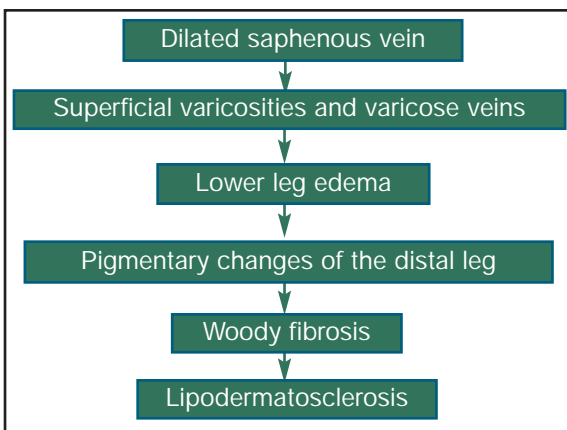 Dilated saphenous vein
Superficial varicosities and varicose veins
Lower leg edema
Pigmentary changes of the distal leg
Woody fibrosis
Lipodermatosclerosis